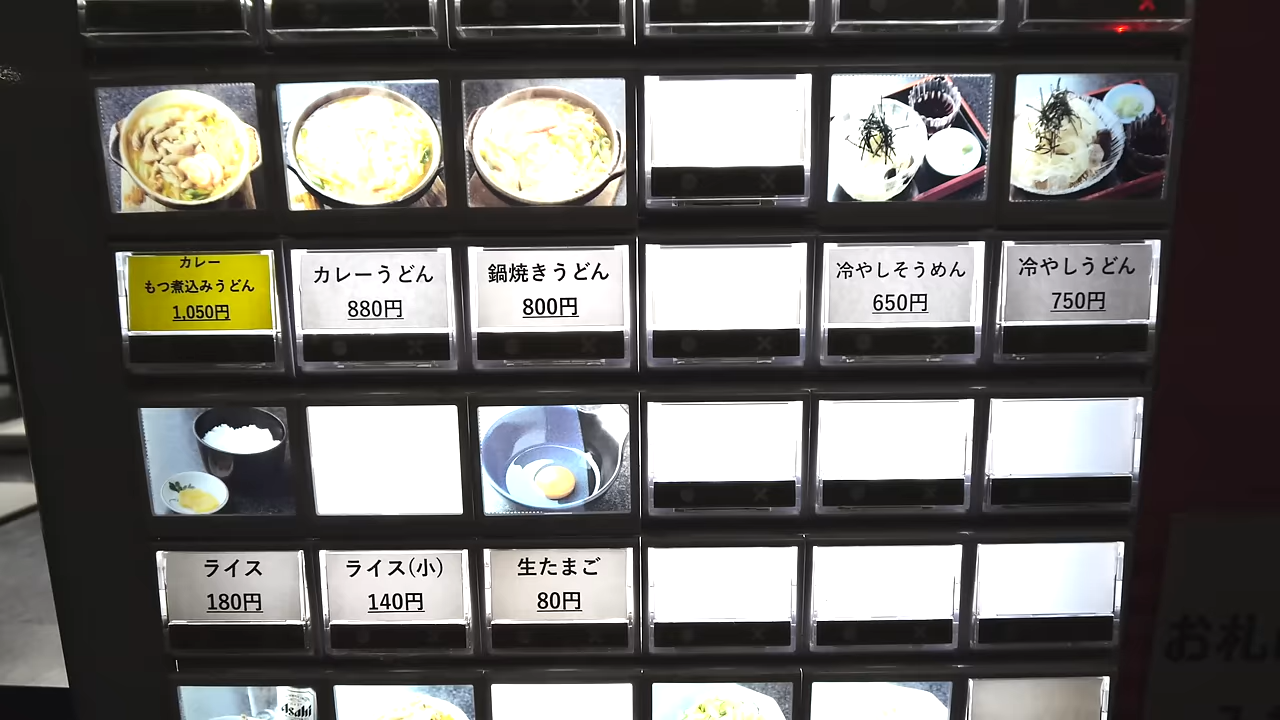 カレー
もつ煮込みうどん
1,050円
カレーうどん
880円
鍋焼きうどん
800円
冷やしそうめん
650円
冷やしうどん
750円
ライス
180円
ライス(小)
140円
生たまご
80円
Asahi
お札